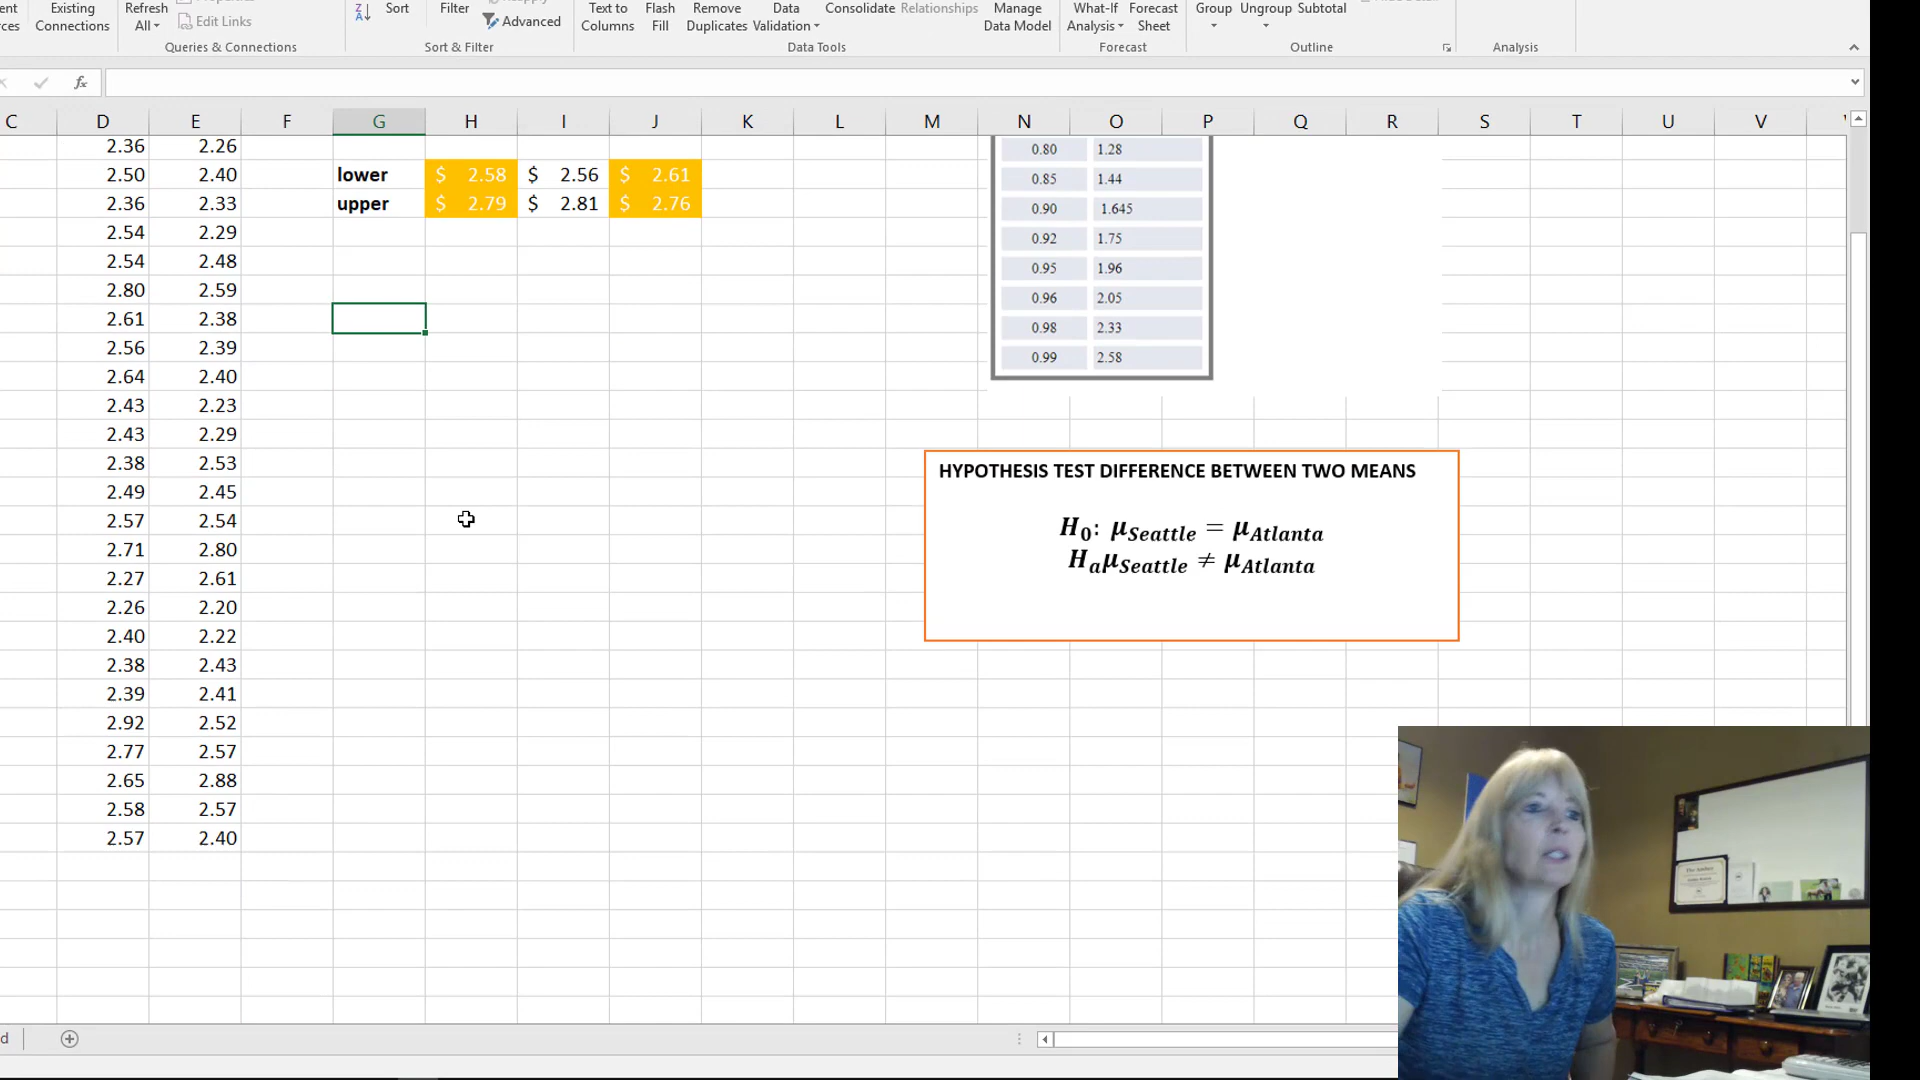 Existing Refresh Sort Filter Text to Flash Remove Data Consolidate Relationships Manage What-If Forecast Group Ungroup Subtotal
Connections All Edit Links Advanced Columns Fill Duplicates Validation Data Model Analysis Sheet
Queries & Connections Sort & Filter Data Tools Forecast Outline Analysis
fx
C D E F G H I J K L M N O P Q R S T U V
2.36 2.26 0.80 1.28
2.50 2.40 lower $ 2.58 $ 2.56 $ 2.61 0.85 1.44
2.36 2.33 upper $ 2.79 $ 2.81 $ 2.76 0.90 1.645
2.54 2.29 0.92 1.75
2.54 2.48 0.95 1.96
2.80 2.59 0.96 2.05
2.61 2.38 0.98 2.33
2.56 2.39 0.99 2.58
2.64 2.40
2.43 2.23
2.43 2.29
2.38 2.53 HYPOTHESIS TEST DIFFERENCE BETWEEN TWO MEANS
2.49 2.45
2.57 2.54 H₀: μSeattle = μAtlanta
2.71 2.80 HₐμSeattle ≠ μAtlanta
2.27 2.61
2.26 2.20
2.40 2.22
2.38 2.43
2.39 2.41
2.92 2.52
2.77 2.57
2.65 2.88
2.58 2.57
2.57 2.40
d